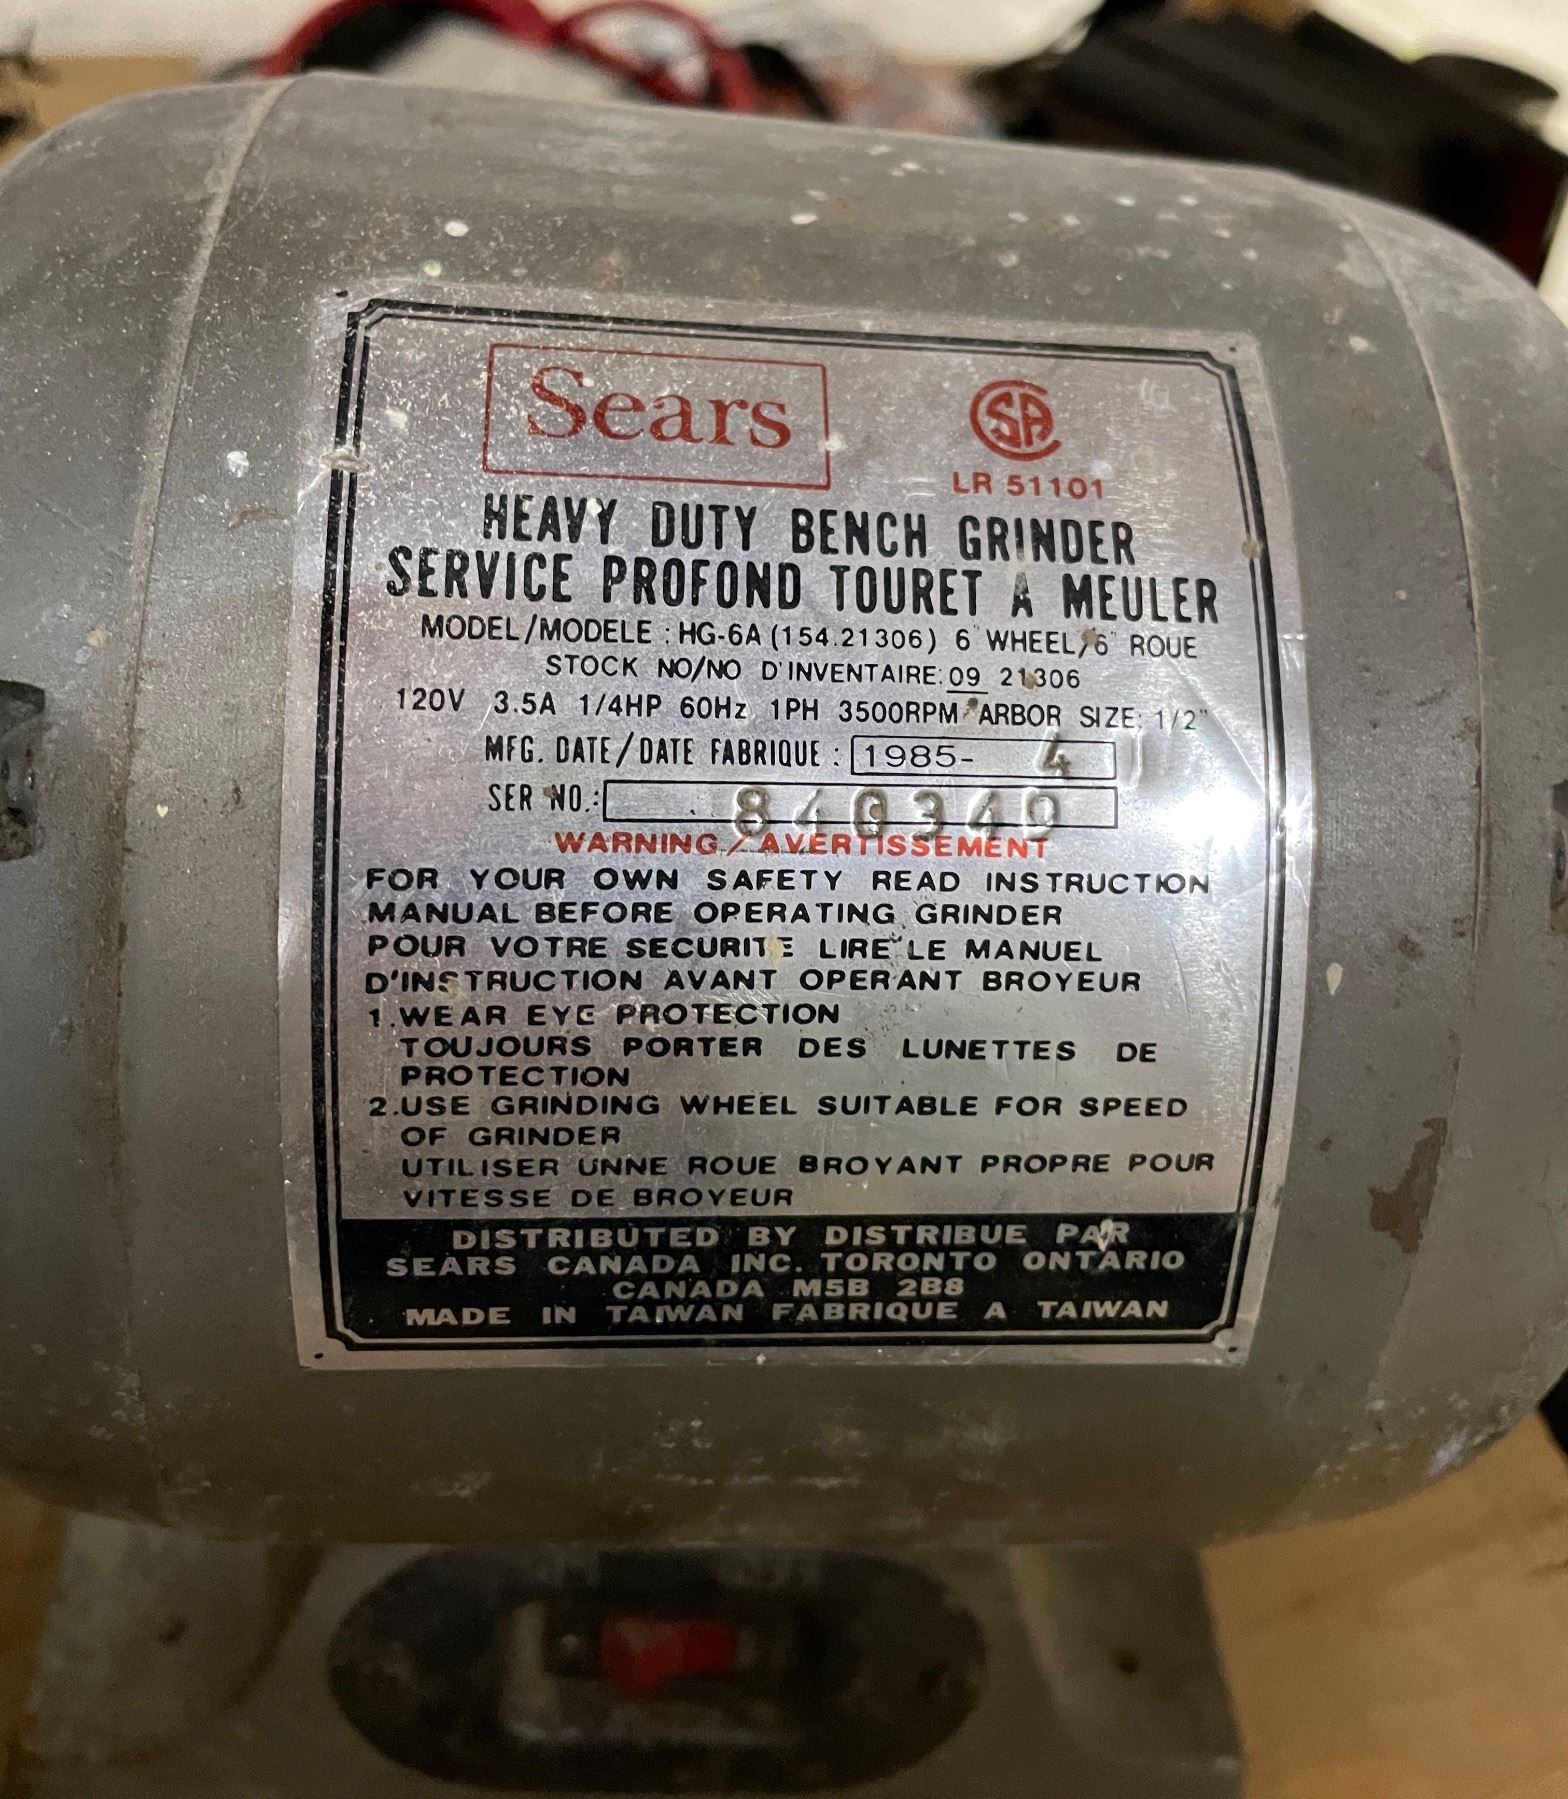 Sears
CSA
LR 51101
HEAVY DUTY BENCH GRINDER
SERVICE PROFOND TOURET A MEULER
MODEL/MODELE : HG-6A (154.21306) 6" WHEEL/6" ROUE
STOCK NO/NO D'INVENTAIRE: 09 21306
120V 3.5A 1/4HP 60Hz 1PH 3500RPM ARBOR SIZE: 1/2"
MFG. DATE/DATE FABRIQUE : 1985- 4
SER NO.: 840340
WARNING/AVERTISSEMENT
FOR YOUR OWN SAFETY READ INSTRUCTION
MANUAL BEFORE OPERATING GRINDER
POUR VOTRE SECURITE LIRE LE MANUEL
D'INSTRUCTION AVANT OPERANT BROYEUR
1.WEAR EYE PROTECTION
TOUJOURS PORTER DES LUNETTES DE
PROTECTION
2.USE GRINDING WHEEL SUITABLE FOR SPEED
OF GRINDER
UTILISER UNNE ROUE BROYANT PROPRE POUR
VITESSE DE BROYEUR
DISTRIBUTED BY DISTRIBUE PAR
SEARS CANADA INC. TORONTO ONTARIO
CANADA M5B 2B8
MADE IN TAIWAN FABRIQUE A TAIWAN